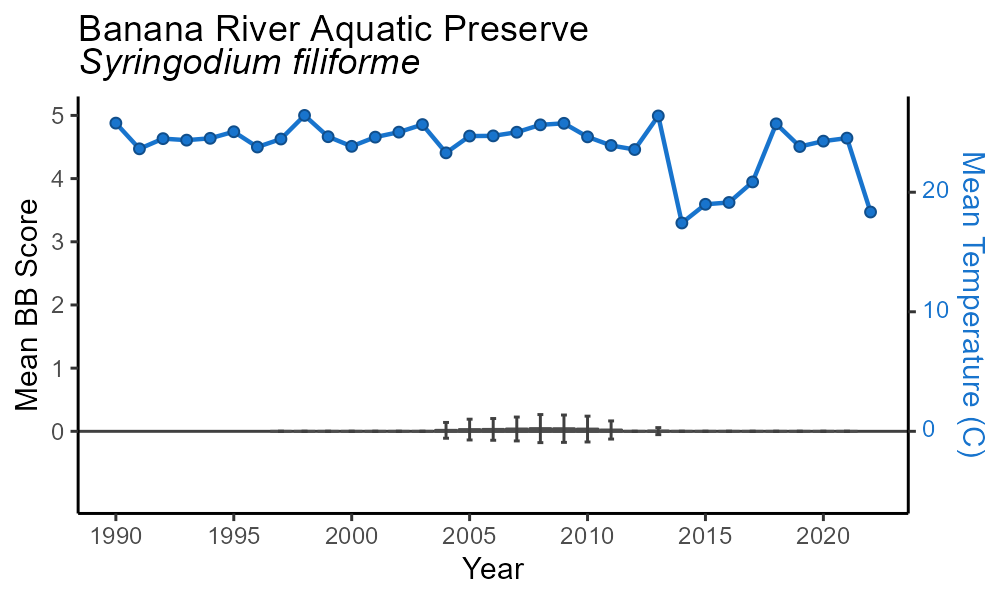 Banana River Aquatic Preserve
Syringodium filiforme
5
4
3
2
1
0
Mean BB Score
20
10
0
Mean Temperature (C)
1990 1995 2000 2005 2010 2015 2020
Year